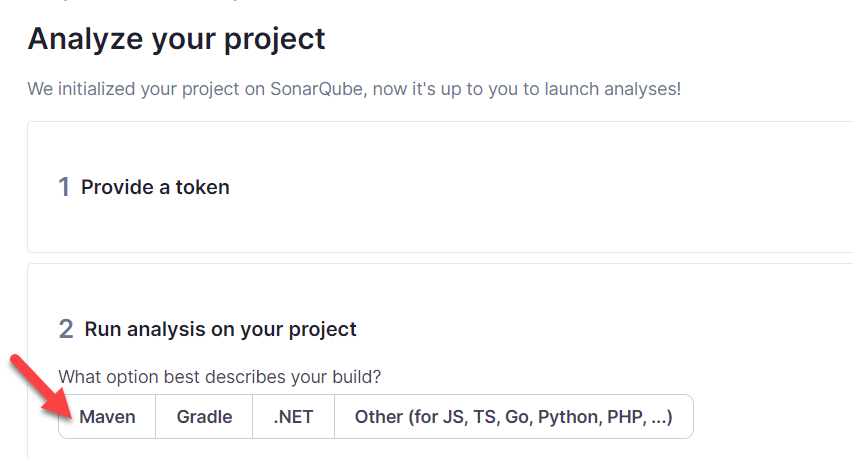 Analyze your project
We initialized your project on SonarQube, now it's up to you to launch analyses!
1 Provide a token
2 Run analysis on your project
What option best describes your build?
Maven Gradle .NET Other (for JS, TS, Go, Python, PHP, ...)